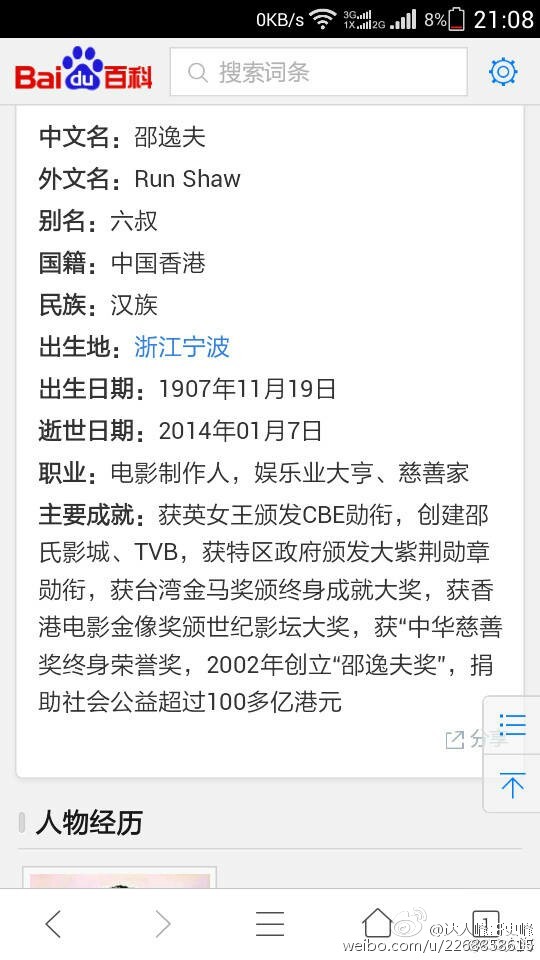 0KB/s 3G 1X 2G 8% 21:08
Bai du 百科 搜索词条
中文名：邵逸夫
外文名：Run Shaw
别名：六叔
国籍：中国香港
民族：汉族
出生地：浙江宁波
出生日期：1907年11月19日
逝世日期：2014年01月7日
职业：电影制作人，娱乐业大亨、慈善家
主要成就：获英女王颁发CBE勋衔，创建邵
氏影城、TVB，获特区政府颁发大紫荆勋章
勋衔，获台湾金马奖颁终身成就大奖，获香
港电影金像奖颁世纪影坛大奖，获“中华慈善
奖终身荣誉奖，2002年创立“邵逸夫奖”，捐
助社会公益超过100多亿港元
分享
人物经历
1
weibo.com/u/2268858615